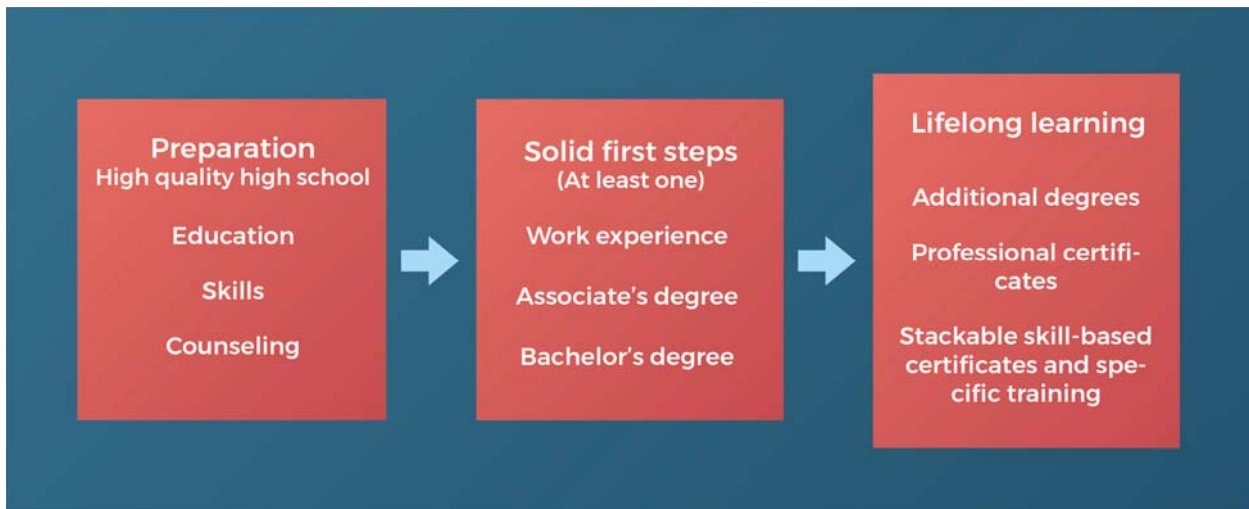 Preparation
High quality high school
Education
Skills
Counseling
Solid first steps
(At least one)
Work experience
Associate’s degree
Bachelor’s degree
Lifelong learning
Additional degrees
Professional certifi-
cates
Stackable skill-based
certificates and spe-
cific training